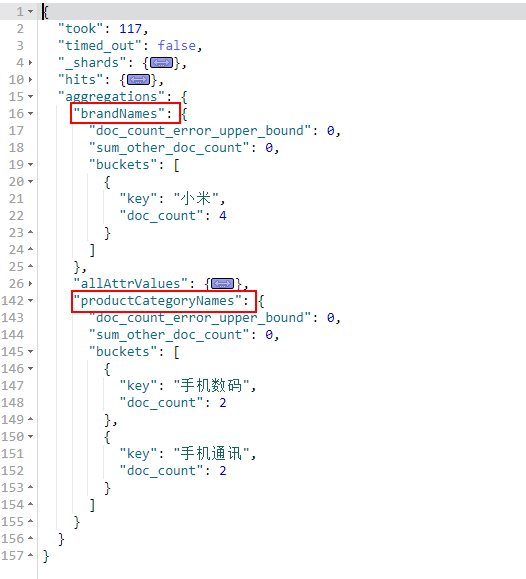 1 {
2 "took": 117,
3 "timed_out": false,
4 "_shards": {},
10 "hits": {},
15 "aggregations": {
16 "brandNames": {
17 "doc_count_error_upper_bound": 0,
18 "sum_other_doc_count": 0,
19 "buckets": [
20 {
21 "key": "小米",
22 "doc_count": 4
23 }
24 ]
25 },
26 "allAttrValues": {},
142 "productCategoryNames": {
143 "doc_count_error_upper_bound": 0,
144 "sum_other_doc_count": 0,
145 "buckets": [
146 {
147 "key": "手机数码",
148 "doc_count": 2
149 },
150 {
151 "key": "手机通讯",
152 "doc_count": 2
153 }
154 ]
155 }
156 }
157 }